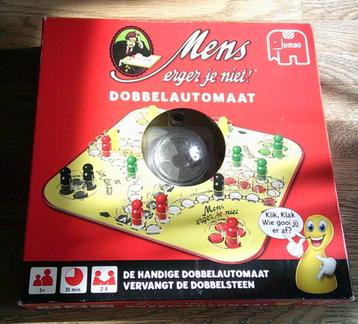 Mens
erger je niet!
JUMBO
DOBBELAUTOMAAT
Mens
erger je niet
Klik, Klak
Wie gooi jij
er af?
5+
30 min.
2-4
DE HANDIGE DOBBELAUTOMAAT
VERVANGT DE DOBBELSTEEN